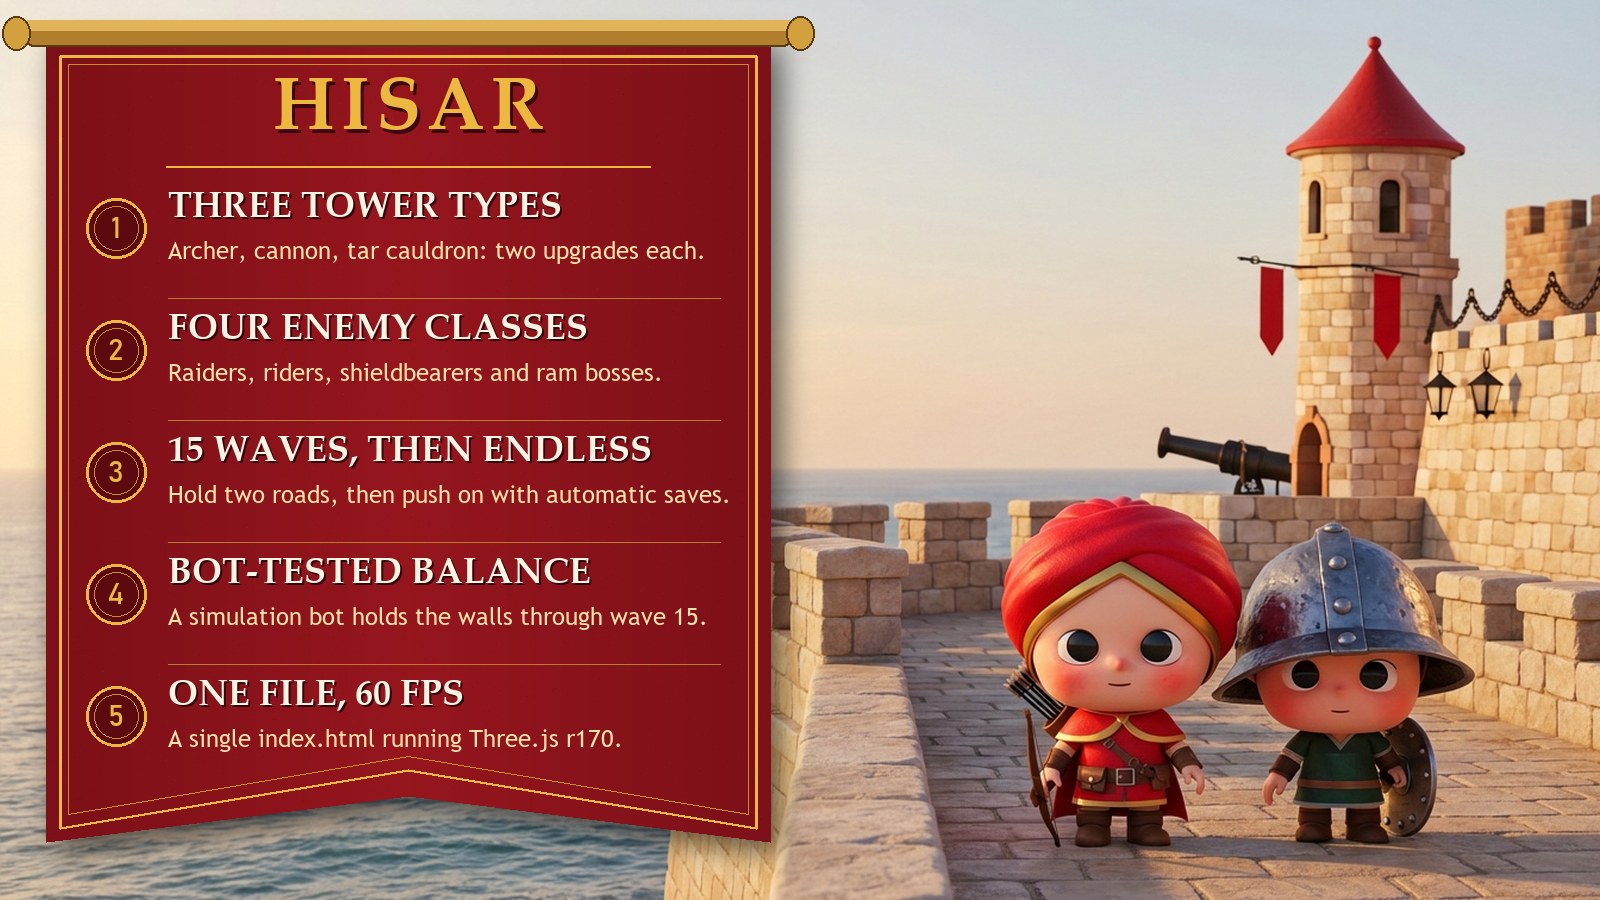 HISAR
1
THREE TOWER TYPES
Archer, cannon, tar cauldron: two upgrades each.
2
FOUR ENEMY CLASSES
Raiders, riders, shieldbearers and ram bosses.
3
15 WAVES, THEN ENDLESS
Hold two roads, then push on with automatic saves.
4
BOT-TESTED BALANCE
A simulation bot holds the walls through wave 15.
5
ONE FILE, 60 FPS
A single index.html running Three.js r170.